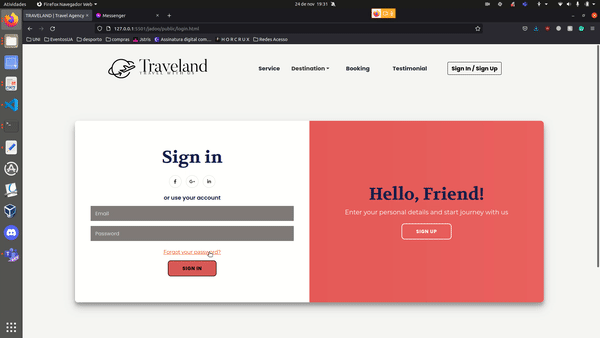 Atividades
Firefox Navegador Web
24 de nov 19:31
TRAVELAND | Travel Agency
Messenger
127.0.0.1:5501/jados/public/login.html
UNI
EventosUA
desporto
compras
Jstris
Assinatura digital com...
H O R C R U X
Redes Acesso
Traveland
TRAVEL WITH US
Service
Destination
Booking
Testimonial
Sign In / Sign Up
Sign in
f
G+
in
or use your account
Email
Password
Forgot your password?
SIGN IN
Hello, Friend!
Enter your personal details and start journey with us
SIGN UP